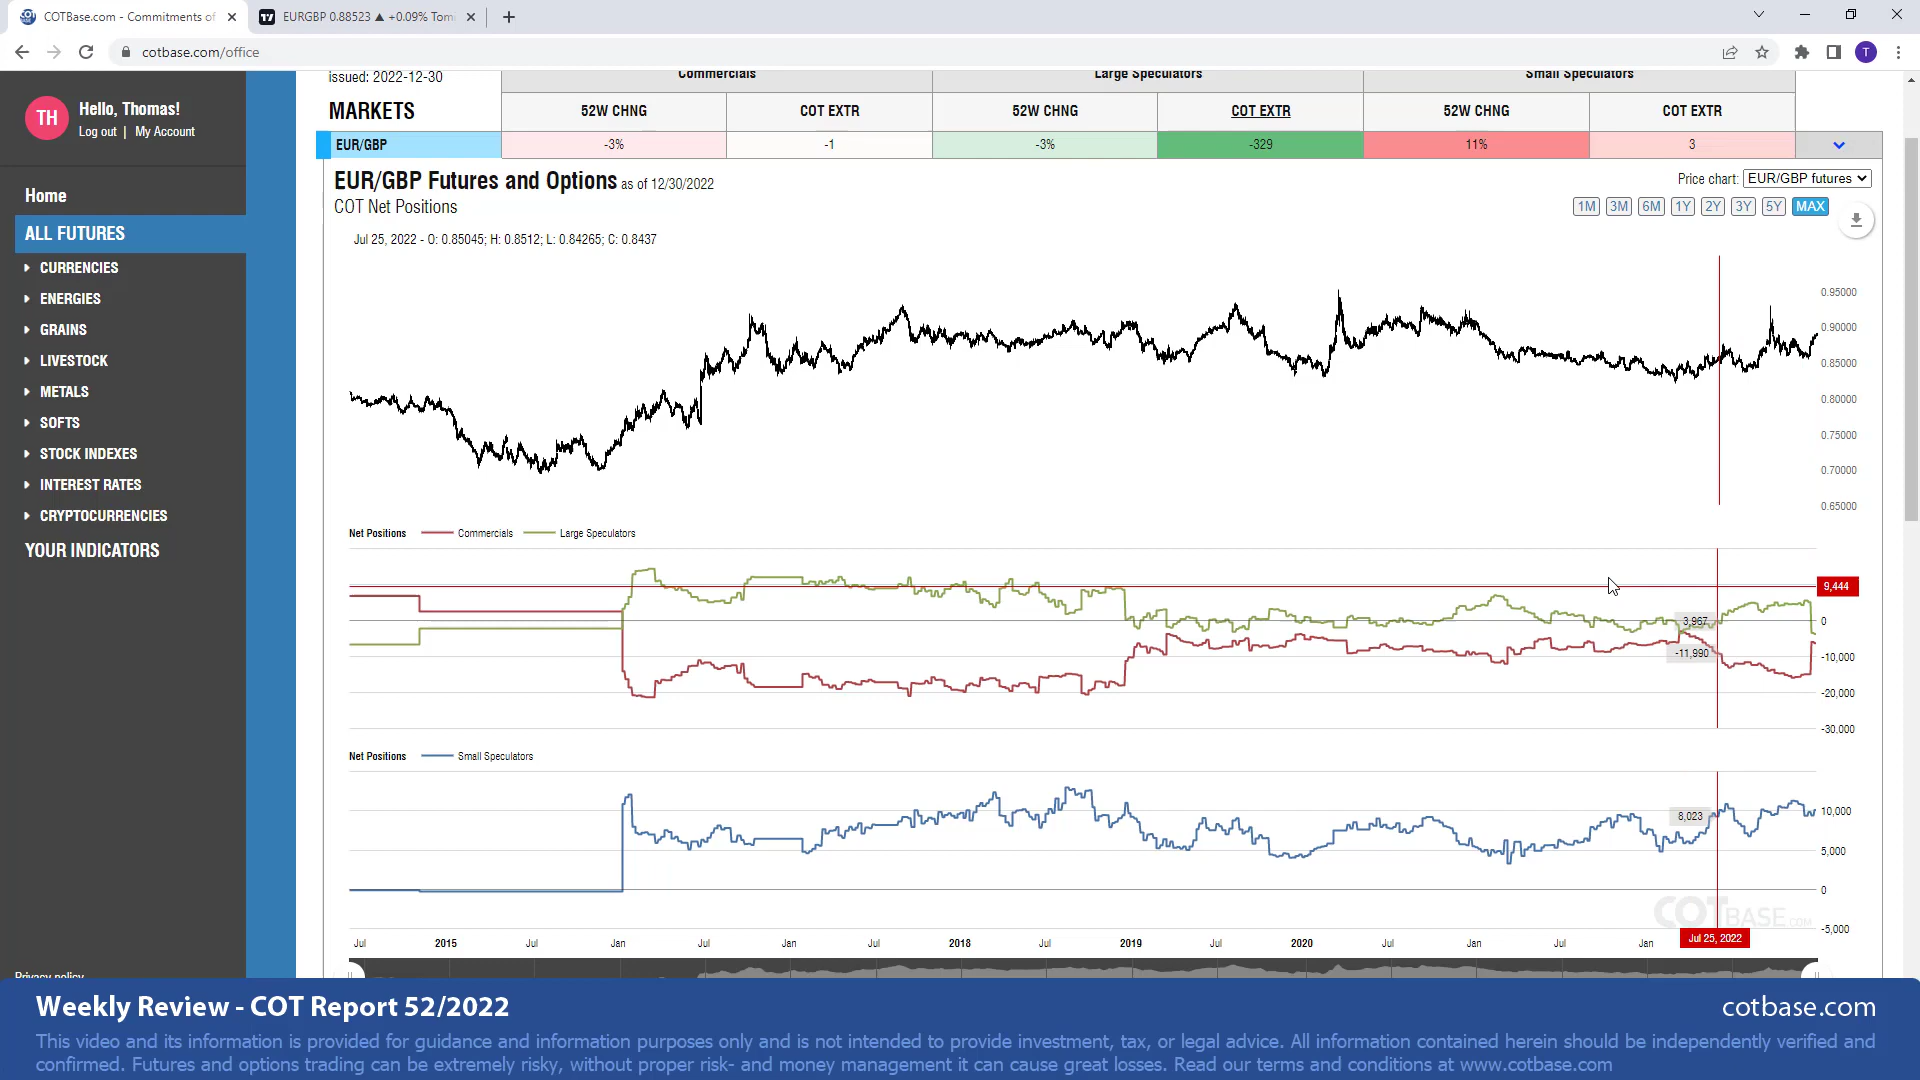 COTBase.com - Commitments of
EURGBP 0.88523 ▲ +0.09% Tom
cotbase.com/office
T
TH
Hello, Thomas!
Log out | My Account
Home
ALL FUTURES
CURRENCIES
ENERGIES
GRAINS
LIVESTOCK
METALS
SOFTS
STOCK INDEXES
INTEREST RATES
CRYPTOCURRENCIES
YOUR INDICATORS
Privacy policy
issued: 2022-12-30
Commercials Large Speculators Small Speculators
MARKETS 52W CHNG COT EXTR 52W CHNG COT EXTR 52W CHNG COT EXTR
EUR/GBP -3% -1 -3% -329 11% 3
EUR/GBP Futures and Options as of 12/30/2022
Price chart: EUR/GBP futures
COT Net Positions
1M 3M 6M 1Y 2Y 3Y 5Y MAX
Jul 25, 2022 - O: 0.85045; H: 0.8512; L: 0.84265; C: 0.8437
0.95000
0.90000
0.85000
0.80000
0.75000
0.70000
0.65000
Net Positions Commercials Large Speculators
9,444
3,967
0
-11,990
-10,000
-20,000
-30,000
Net Positions Small Speculators
10,000
8,023
5,000
0
COTBASE.COM
-5,000
Jul 2015 Jul Jan Jul Jan Jul 2018 Jul 2019 Jul 2020 Jul Jan Jul Jan Jul 25, 2022
Weekly Review - COT Report 52/2022
cotbase.com
This video and its information is provided for guidance and information purposes only and is not intended to provide investment, tax, or legal advice. All information contained herein should be independently verified and
confirmed. Futures and options trading can be extremely risky, without proper risk- and money management it can cause great losses. Read our terms and conditions at www.cotbase.com